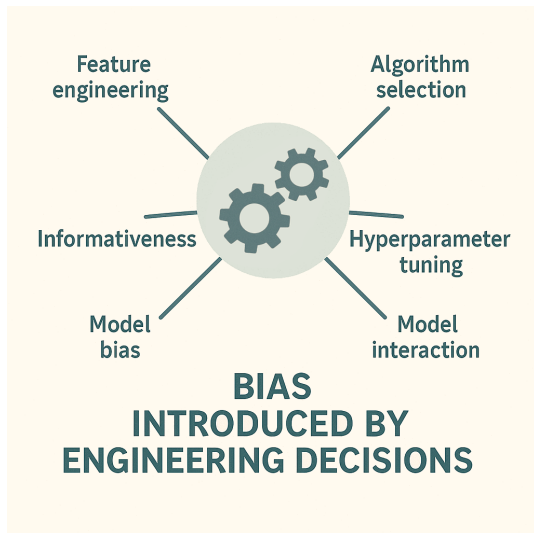 Feature
engineering
Algorithm
selection
Informativeness
Hyperparameter
tuning
Model
bias
Model
interaction
BIAS
INTRODUCED BY
ENGINEERING DECISIONS